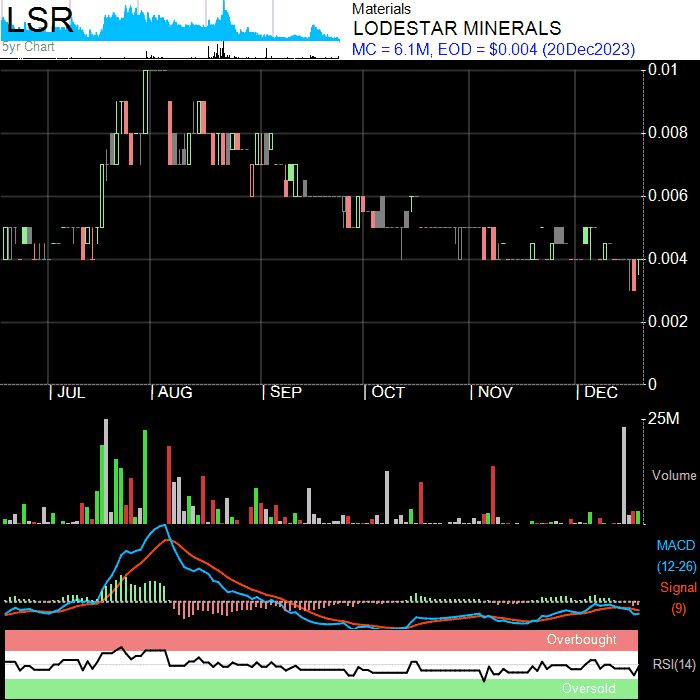 LSR
5yr Chart
Materials
LODESTAR MINERALS
MC = 6.1M, EOD = $0.004 (20Dec2023)
0.01
0.008
0.006
0.004
0.002
0
JUL AUG SEP OCT NOV DEC
25M
Volume
MACD
(12-26)
Signal
(9)
Overbought
RSI(14)
Oversold